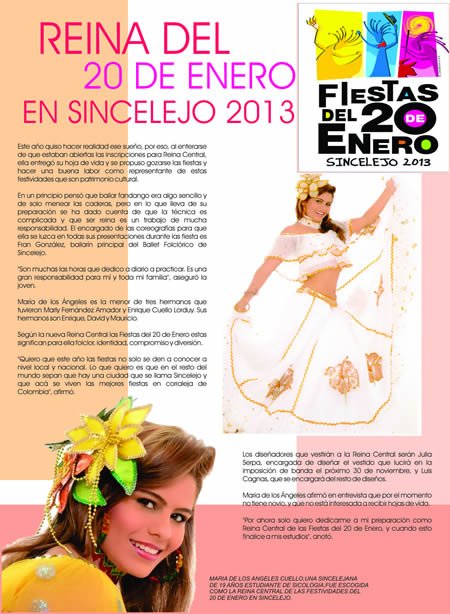 REINA DEL
20 DE ENERO
EN SINCELEJO 2013
FIESTAS
DEL 20 DE
ENERO
SINCELEJO 2013
Este año quiso hacer realidad ese sueño, por eso, al enterarse
de que estaban abiertas las inscripciones para Reina Central,
ella entregó su hoja de vida y se propuso gozarse las fiestas y
hacer una buena labor como representante de estas
festividades que son patrimonio cultural.
En un principio pensó que bailar fandango era algo sencillo y
de solo menear las caderas, pero en lo que lleva de su
preparación se ha dado cuenta de que la técnica es
complicada y que ser reina es un trabajo de mucha
responsabilidad. El encargado de las coreografías para que
ella se luzca en todas sus presentaciones durante las fiesta es
Fran González, bailarín principal del Ballet Folclórico de
Sincelejo.
"Son muchas las horas que dedico a diario a practicar. Es una
gran responsabilidad para mí y toda mi familia", aseguró la
joven.
María de los Ángeles es la menor de tres hermanos que
tuvieron Marly Fernández Amador y Enrique Cuello Lorduy. Sus
hermanos son Enrique, David y Mauricio.
Según la nueva Reina Central las Fiestas del 20 de Enero estas
significan para ella folclor, identidad, compromiso y diversión.
"Quiero que este año las fiestas no solo se den a conocer a
nivel local y nacional. Lo que quiero es que en el resto del
mundo sepan que hay una ciudad que se llama Sincelejo y
que acá se viven las mejores fiestas en corraleja de
Colombia", afirmó.
Los diseñadores que vestirán a la Reina Central serán Julia
Serpa, encargada de diseñar el vestido que lucirá en la
imposición de banda el próximo 30 de noviembre, y Luis
Cagnas, que se encargará del resto de diseños.
María de los Ángeles afirmó en entrevista que por el momento
no tiene novio, y que no está interesada a recibir hojas de vida.
"Por ahora solo quiero dedicarme a mi preparación como
Reina Central de las Fiestas del 20 de Enero, y cuando esto
finalice a mis estudios", anotó.
MARIA DE LOS ANGELES CUELLO,UNA SINCELEJANA
DE 19 AÑOS ESTUDIANTE DE SICOLOGIA,FUE ESCOGIDA
COMO LA REINA CENTRAL DE LAS FESTIVIDADES DEL
20 DE ENERO EN SINCELEJO.